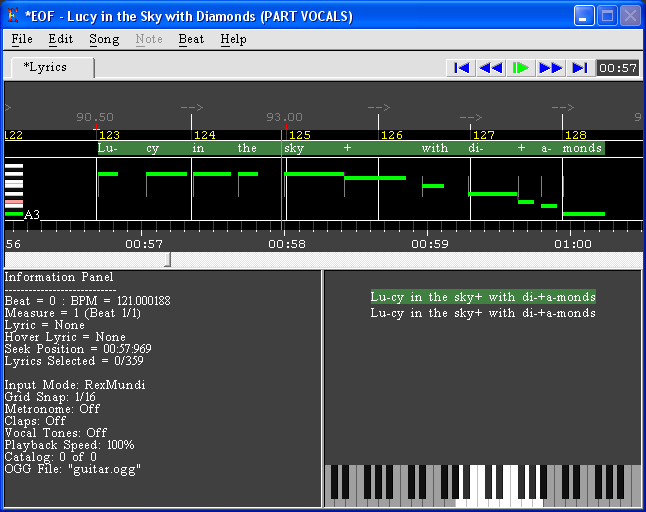 *EOF - Lucy in the Sky with Diamonds (PART VOCALS)
File Edit Song Note Beat Help
*Lyrics 00:57
--> 90.50 --> 93.00 --> --> 9
122 123 124 125 126 127 128
Lu- cy in the sky + with di- + a- monds
A3
56 00:57 00:58 00:59 01:00
Information Panel
----------------------------
Beat = 0 : BPM = 121.000188
Measure = 1 (Beat 1/1)
Lyric = None
Hover Lyric = None
Seek Position = 00:57:969
Lyrics Selected = 0/359
Input Mode: RexMundi
Grid Snap: 1/16
Metronome: Off
Claps: Off
Vocal Tones: Off
Playback Speed: 100%
Catalog: 0 of 0
OGG File: "guitar.ogg"
Lu-cy in the sky+ with di-+a-monds
Lu-cy in the sky+ with di-+a-monds